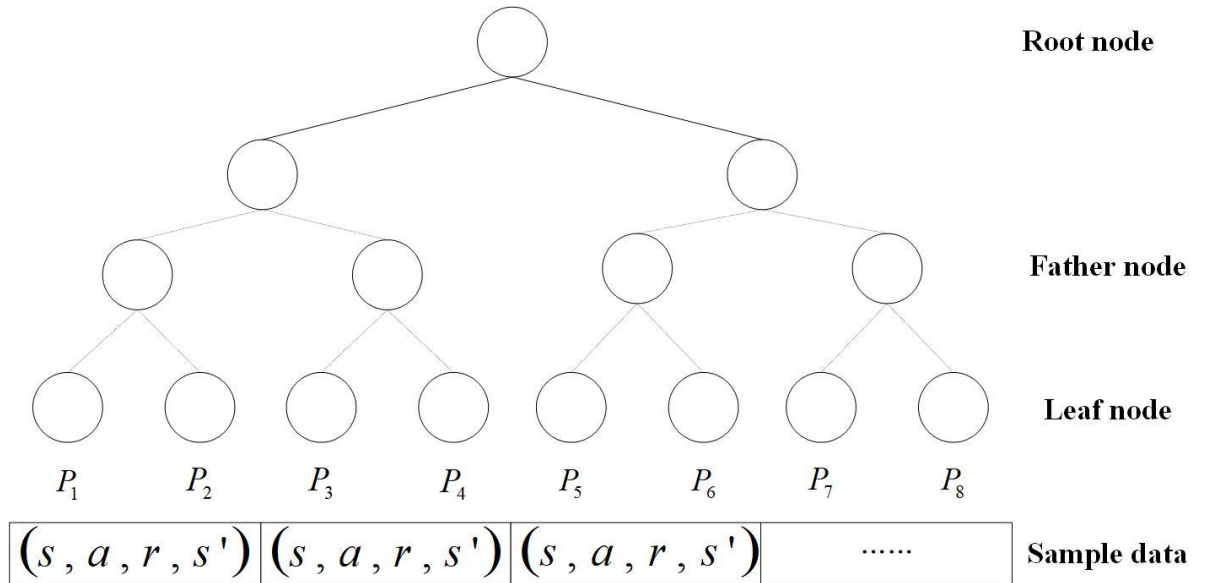 Root node
Father node
Leaf node
P₁ P₂ P₃ P₄ P₅ P₆ P₇ P₈
(s , a , r , s ') (s , a , r , s ') (s , a , r , s ') ...... Sample data